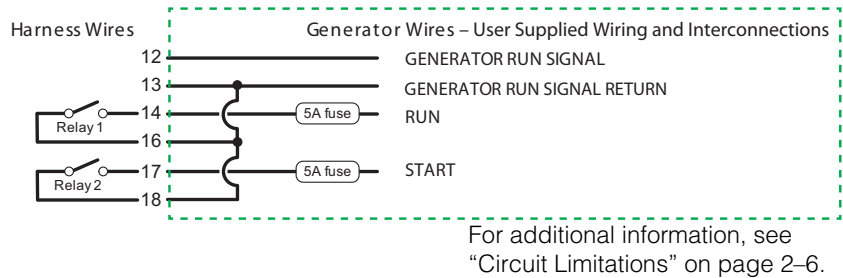 Harness Wires
Generator Wires – User Supplied Wiring and Interconnections
12
GENERATOR RUN SIGNAL
13
GENERATOR RUN SIGNAL RETURN
14
5A fuse
RUN
Relay 1
16
17
5A fuse
START
Relay 2
18
For additional information, see
“Circuit Limitations” on page 2–6.